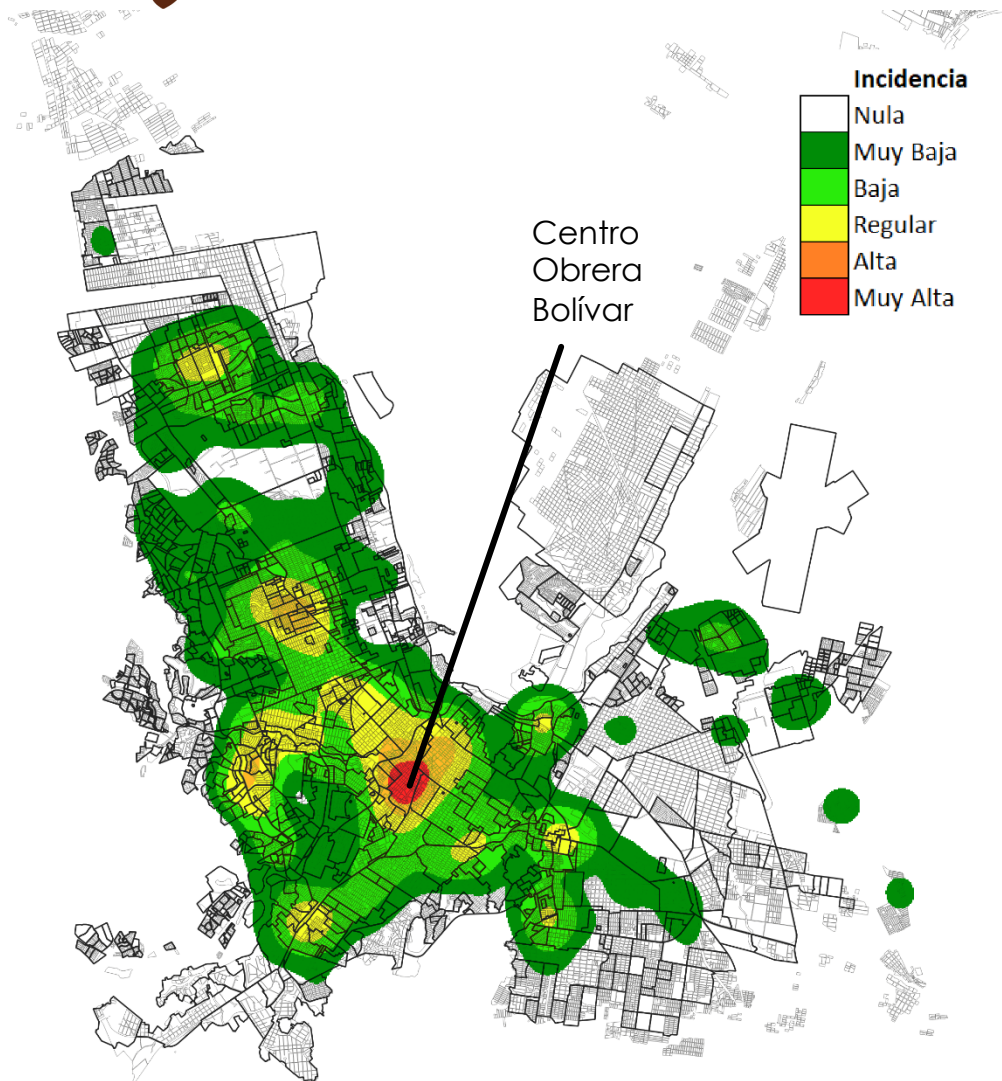 Incidencia
Nula
Muy Baja
Baja
Regular
Alta
Muy Alta
Centro
Obrera
Bolívar